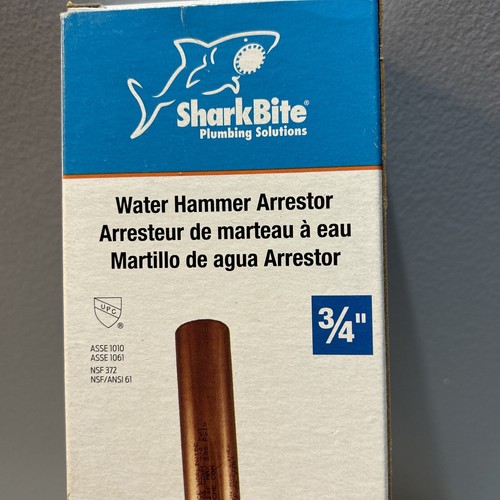 SharkBite®
Plumbing Solutions
Water Hammer Arrestor
Arresteur de marteau à eau
Martillo de agua Arrestor
UPC ®
3/4"
ASSE 1010
ASSE 1061
NSF 372
NSF/ANSI 61